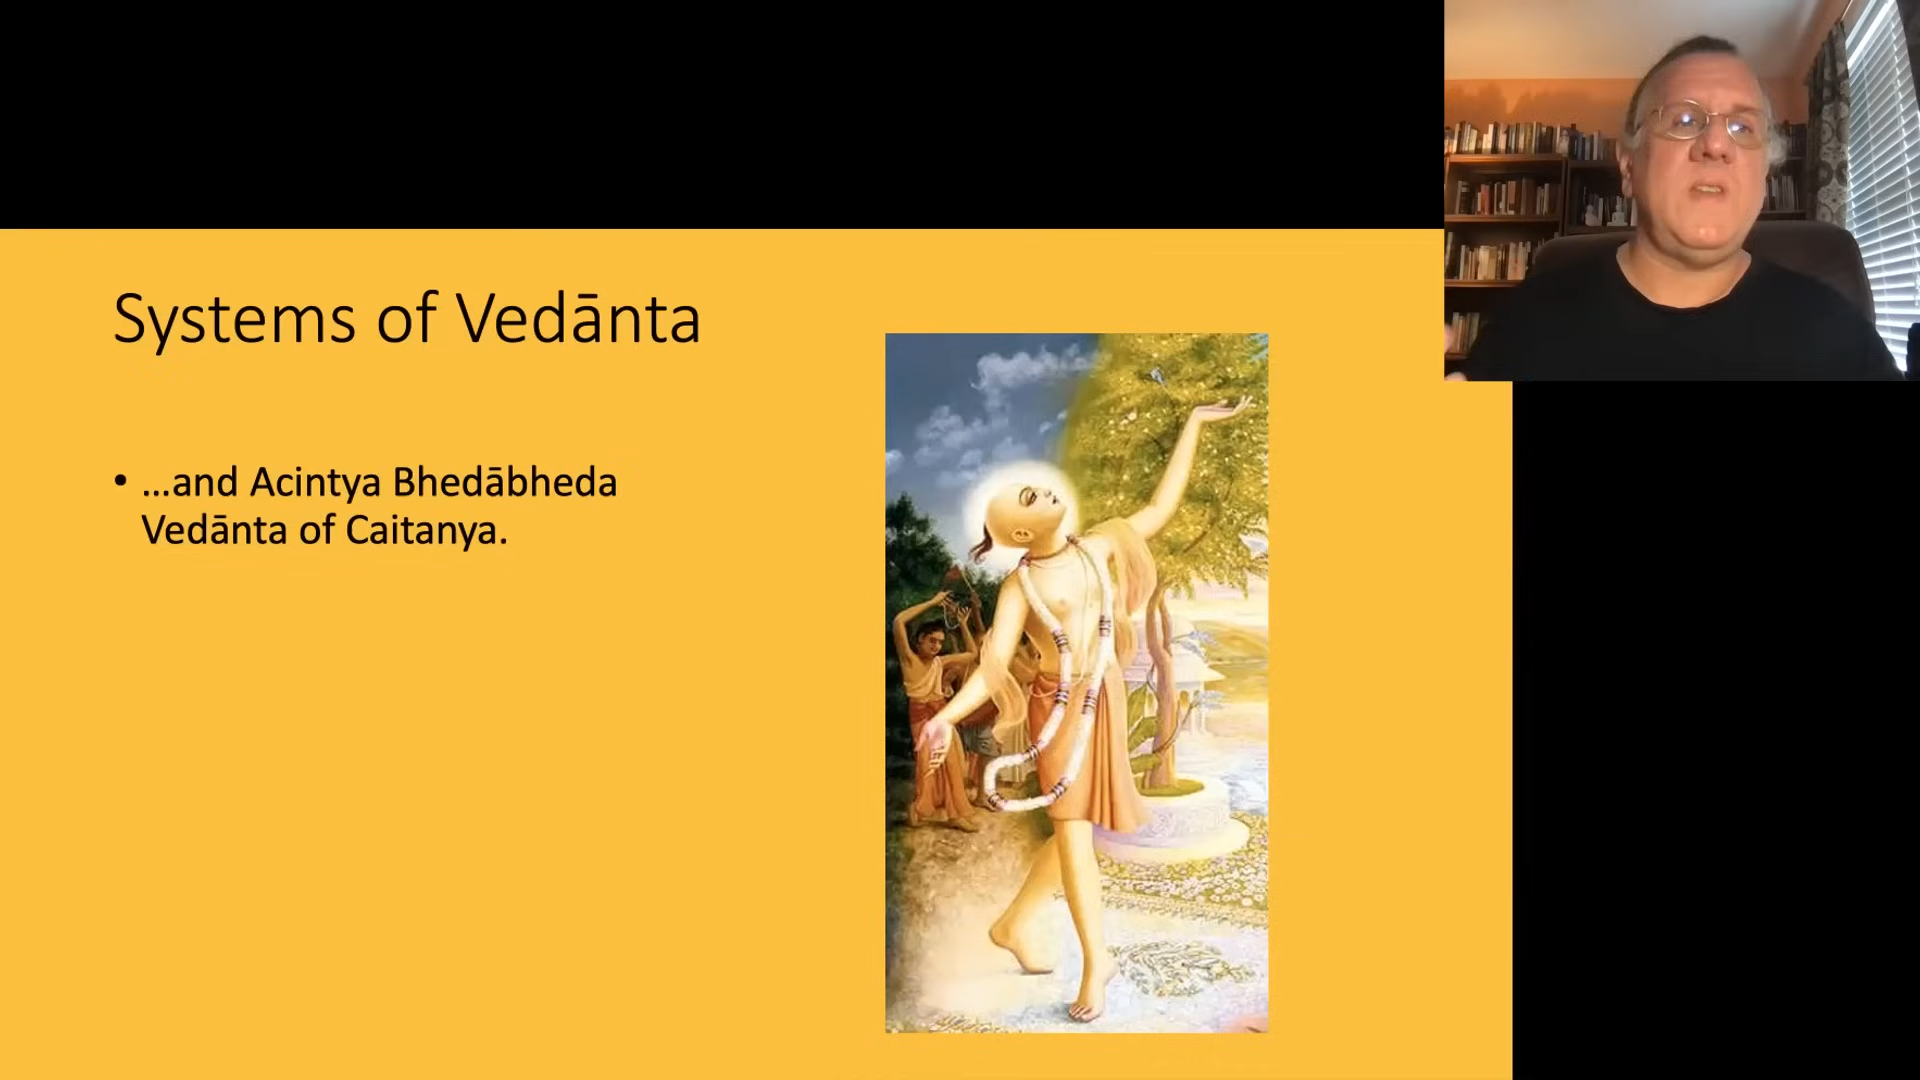 Systems of Vedānta
• …and Acintya Bhedābheda
Vedānta of Caitanya.